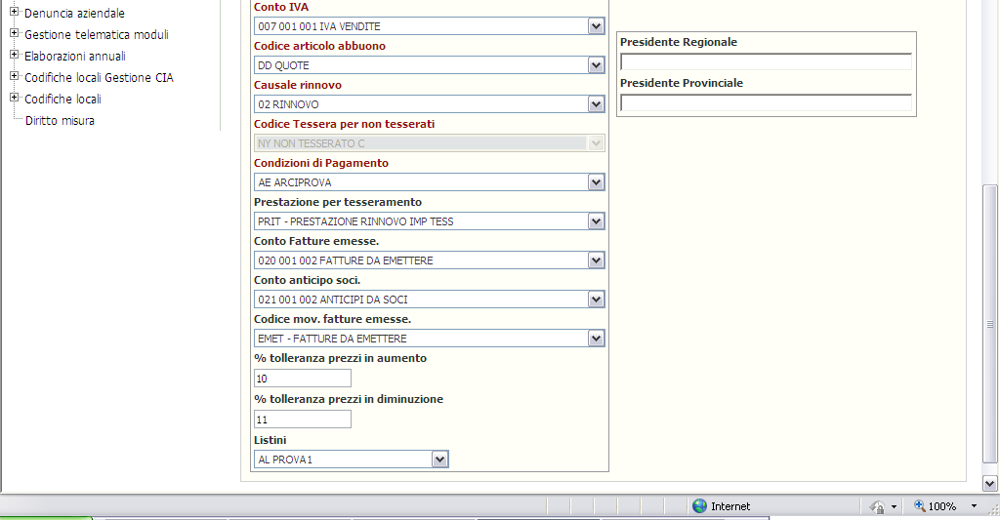 Denuncia aziendale
Gestione telematica moduli
Elaborazioni annuali
Codifiche locali Gestione CIA
Codifiche locali
Diritto misura
Conto IVA
007 001 001 IVA VENDITE
Codice articolo abbuono
DD QUOTE
Causale rinnovo
02 RINNOVO
Codice Tessera per non tesserati
NY NON TESSERATO C
Condizioni di Pagamento
AE ARCIPROVA
Prestazione per tesseramento
PRIT - PRESTAZIONE RINNOVO IMP TESS
Conto Fatture emesse.
020 001 002 FATTURE DA EMETTERE
Conto anticipo soci.
021 001 002 ANTICIPI DA SOCI
Codice mov. fatture emesse.
EMET - FATTURE DA EMETTERE
% tolleranza prezzi in aumento
10
% tolleranza prezzi in diminuzione
11
Listini
AL PROVA1
Presidente Regionale
Presidente Provinciale
Internet
100%